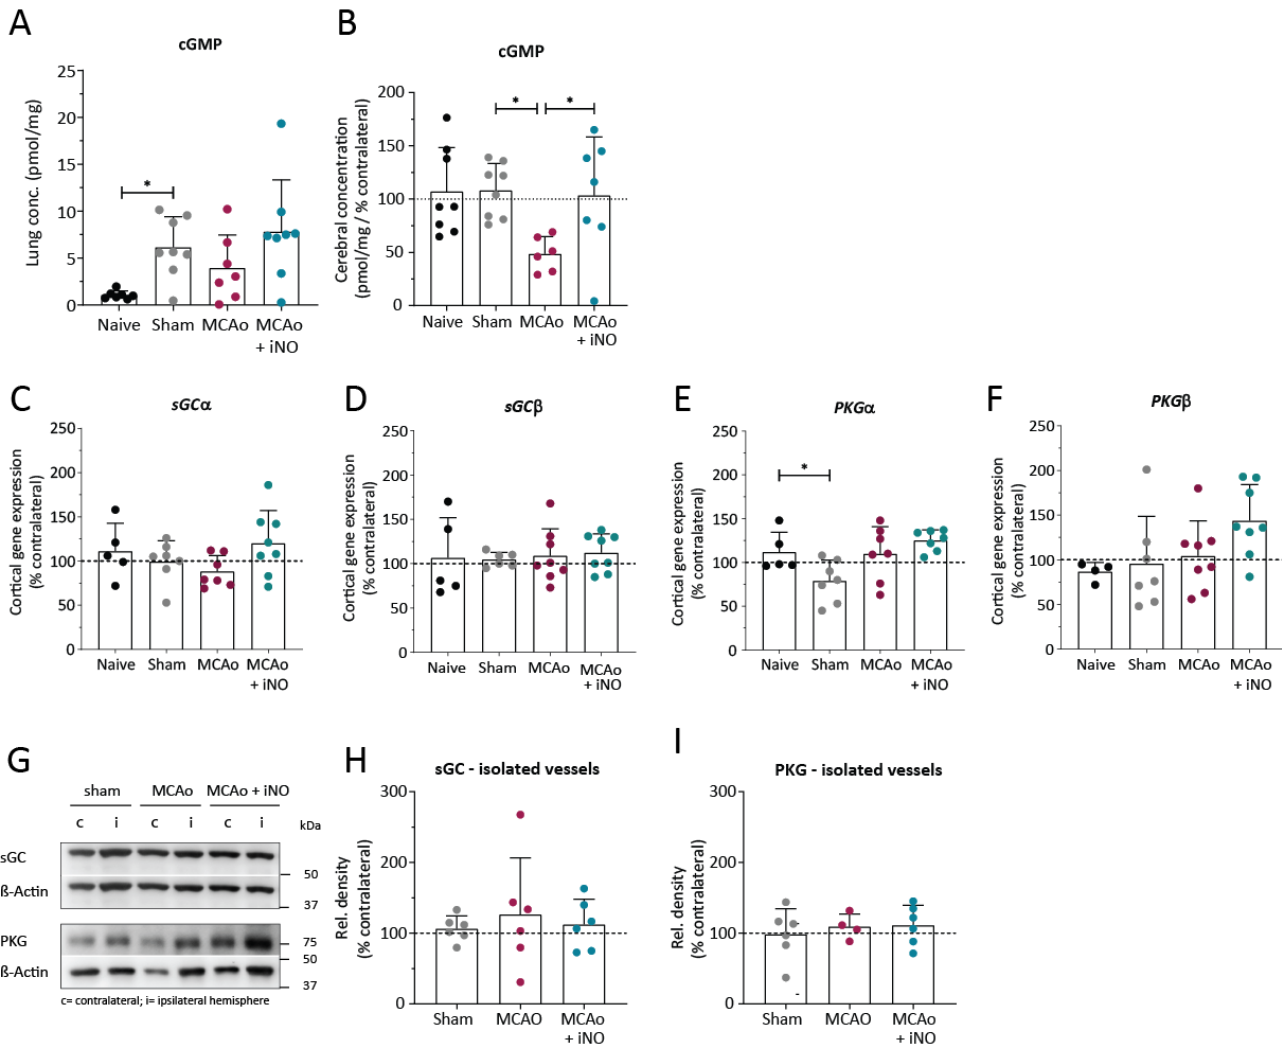 A
cGMP
Lung conc. (pmol/mg)
25
20
15
10
5
0
*
Naive
Sham
MCAo
MCAo
+ iNO
B
cGMP
Cerebral concentration
(pmol/mg / % contralateral)
200
150
100
50
0
*
*
Naive
Sham
MCAo
MCAo
+ iNO
C
sGCα
Cortical gene expression
(% contralateral)
250
200
150
100
50
0
Naive
Sham
MCAo
MCAo
+ iNO
D
sGCβ
Cortical gene expression
(% contralateral)
250
200
150
100
50
0
Naive
Sham
MCAo
MCAo
+ iNO
E
PKGα
Cortical gene expression
(% contralateral)
250
200
150
100
50
0
*
Naive
Sham
MCAo
MCAo
+ iNO
F
PKGβ
Cortical gene expression
(% contralateral)
250
200
150
100
50
0
Naive
Sham
MCAo
MCAo
+ iNO
G
sham MCAo MCAo + iNO
c i c i c i kDa
sGC
50
ß-Actin
37
PKG
75
50
ß-Actin
37
c= contralateral; i= ipsilateral hemisphere
H
sGC - isolated vessels
Rel. density
(% contralateral)
300
200
100
0
Sham
MCAO
MCAo
+ iNO
I
PKG - isolated vessels
Rel. density
(% contralateral)
300
200
100
0
Sham
MCAO
MCAo
+ iNO